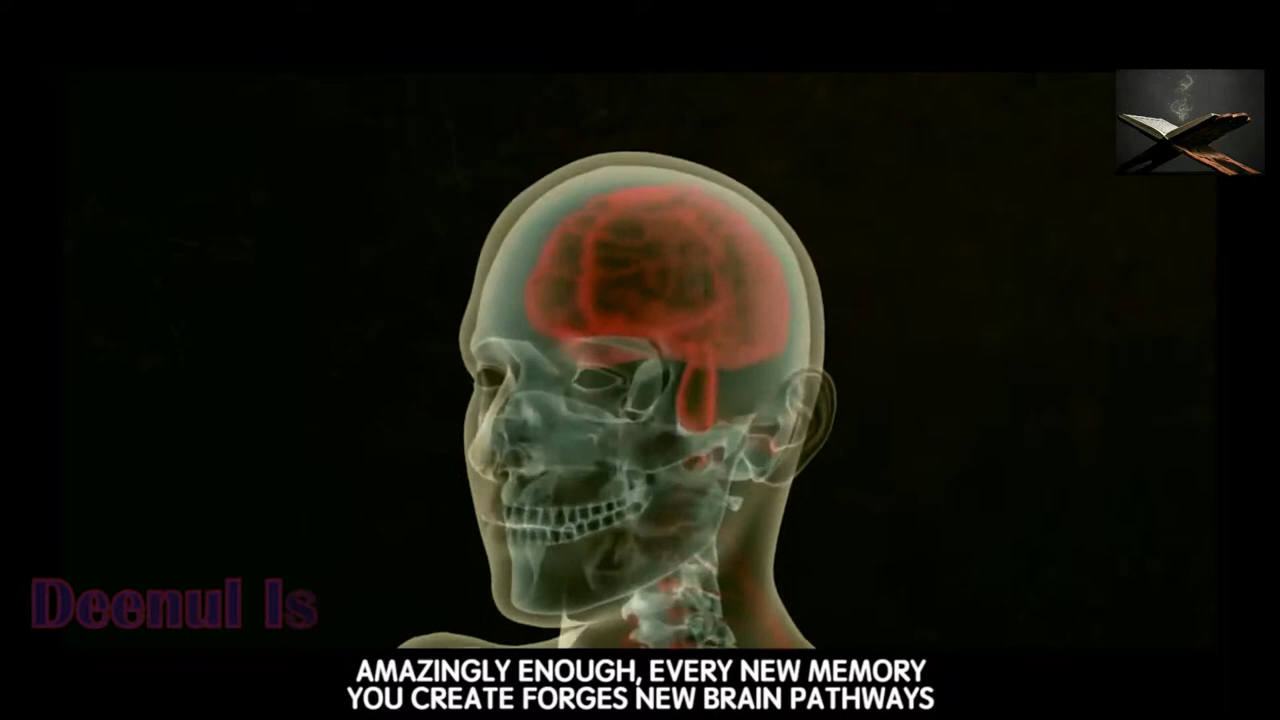 Deenul Is
AMAZINGLY ENOUGH, EVERY NEW MEMORY
YOU CREATE FORGES NEW BRAIN PATHWAYS